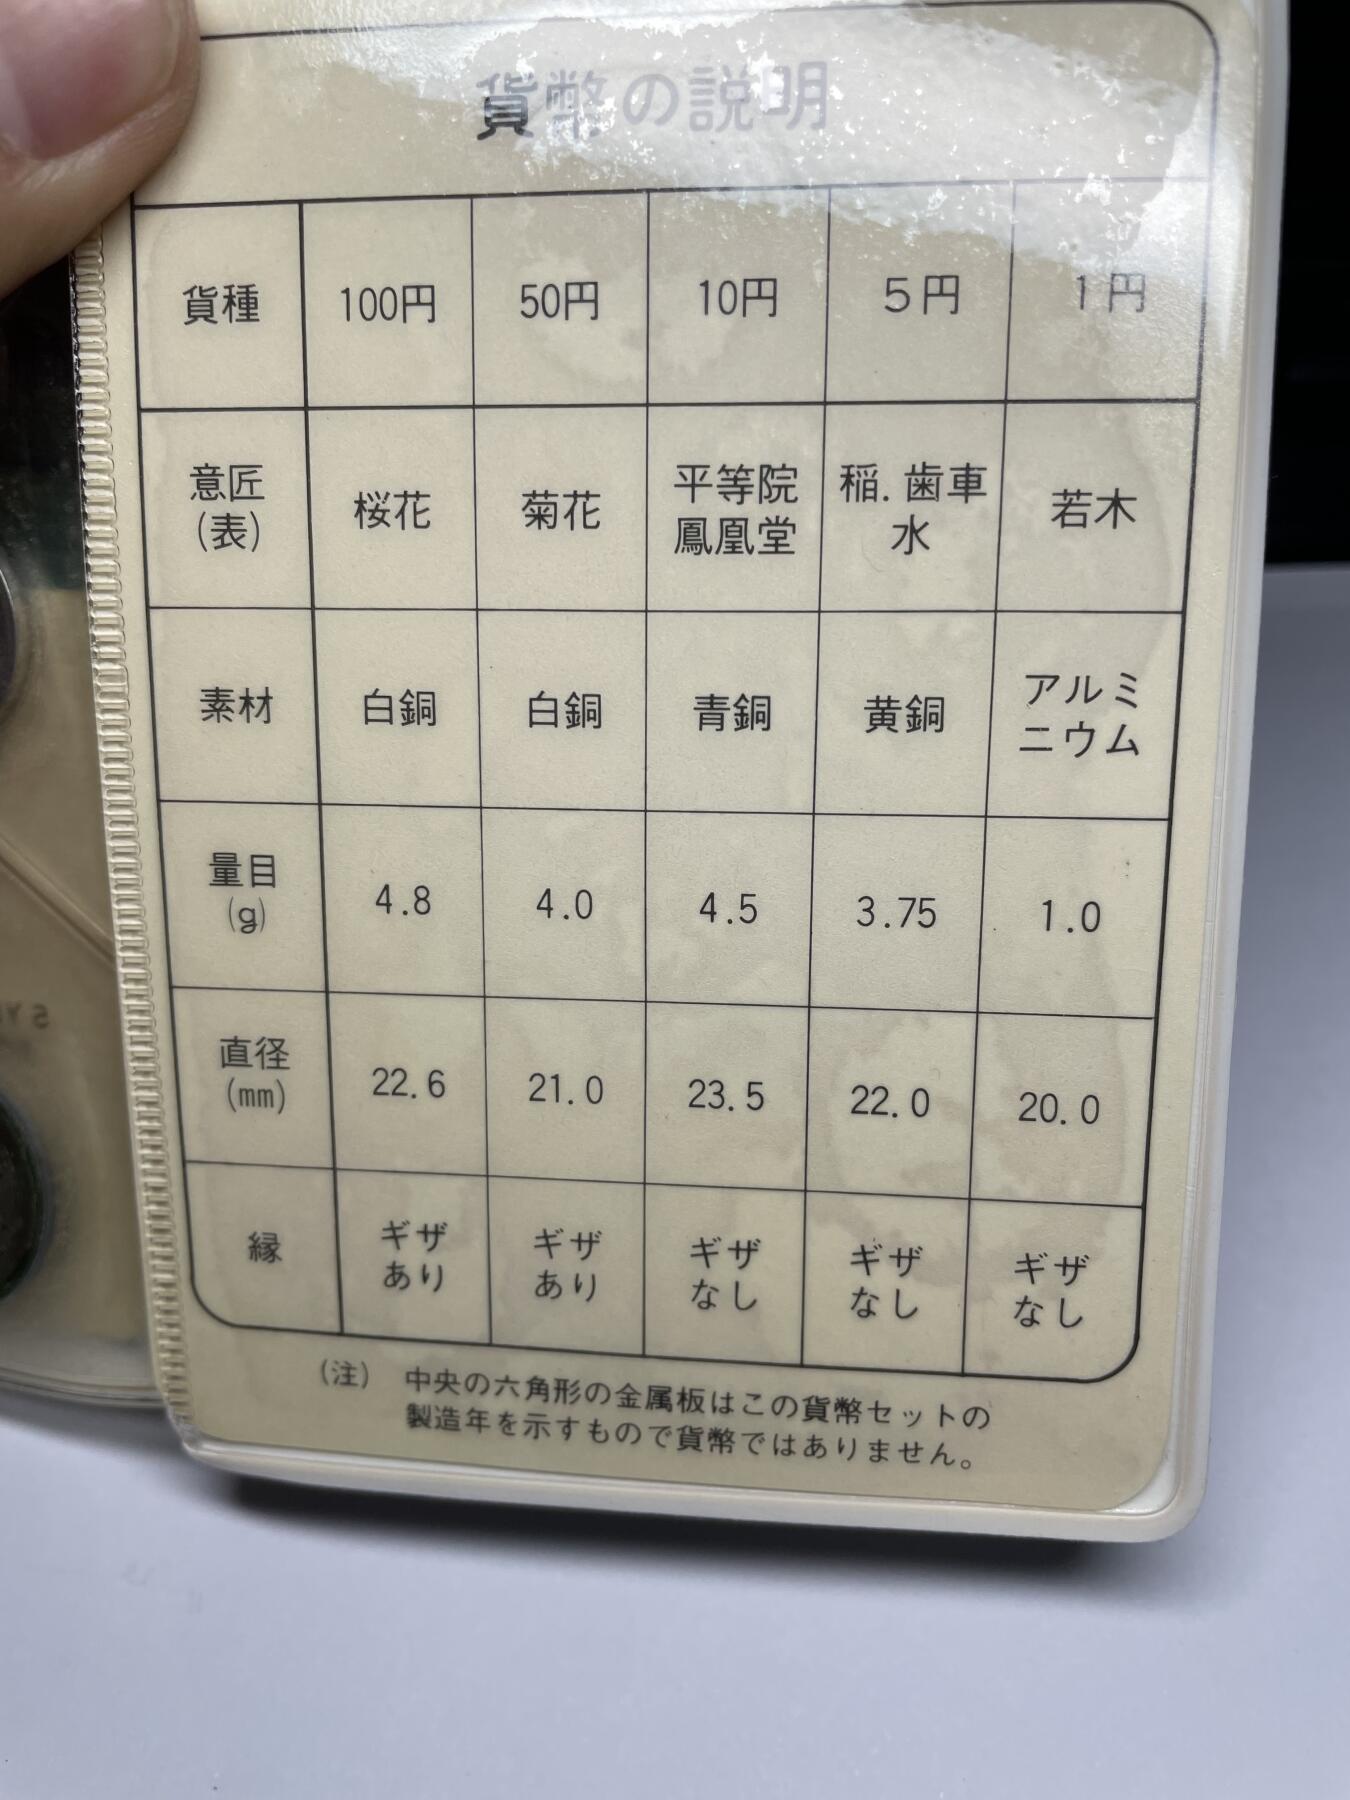 貨幣の説明
貨種 100円 50円 10円 5円 1円
意匠(表) 桜花 菊花 平等院鳳凰堂 稲.歯車水 若木
素材 白銅 白銅 青銅 黄銅 アルミニウム
量目(g) 4.8 4.0 4.5 3.75 1.0
直径(mm) 22.6 21.0 23.5 22.0 20.0
縁 ギザあり ギザあり ギザなし ギザなし ギザなし
(注) 中央の六角形の金属板はこの貨幣セットの
製造年を示すもので貨幣ではありません。